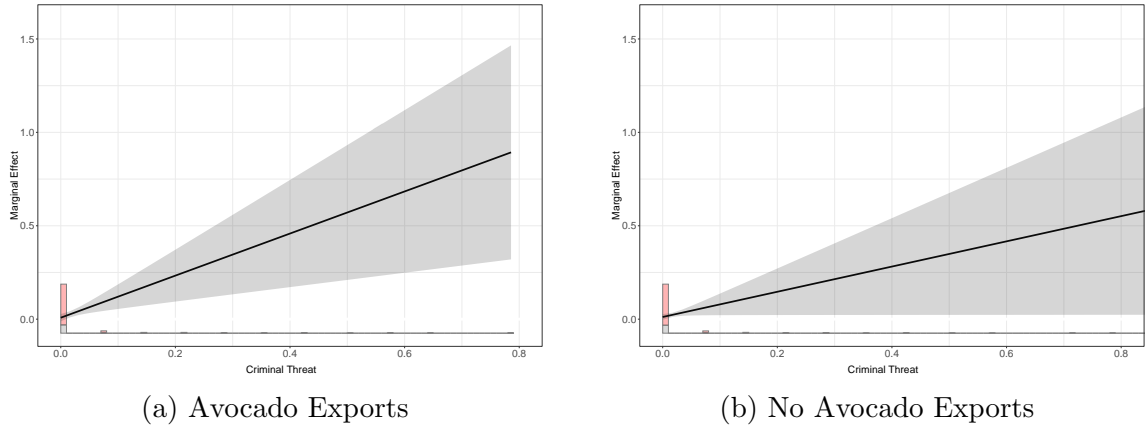 1.5
1.0
0.5
0.0
Marginal Effect
0.0 0.2 0.4 0.6 0.8
Criminal Threat
(a) Avocado Exports
1.5
1.0
0.5
0.0
Marginal Effect
0.0 0.2 0.4 0.6 0.8
Criminal Threat
(b) No Avocado Exports